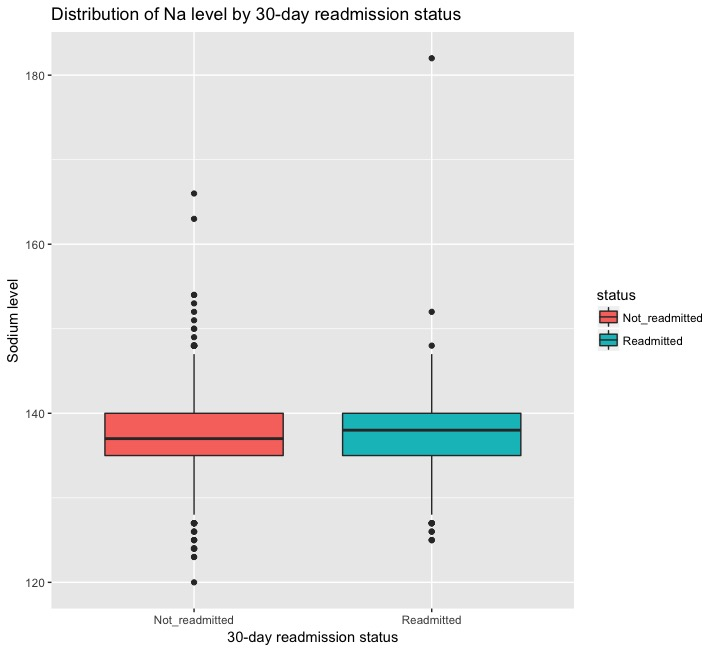 Distribution of Na level by 30-day readmission status
180
160
140
120
Sodium level
Not_readmitted
Readmitted
30-day readmission status
status
Not_readmitted
Readmitted